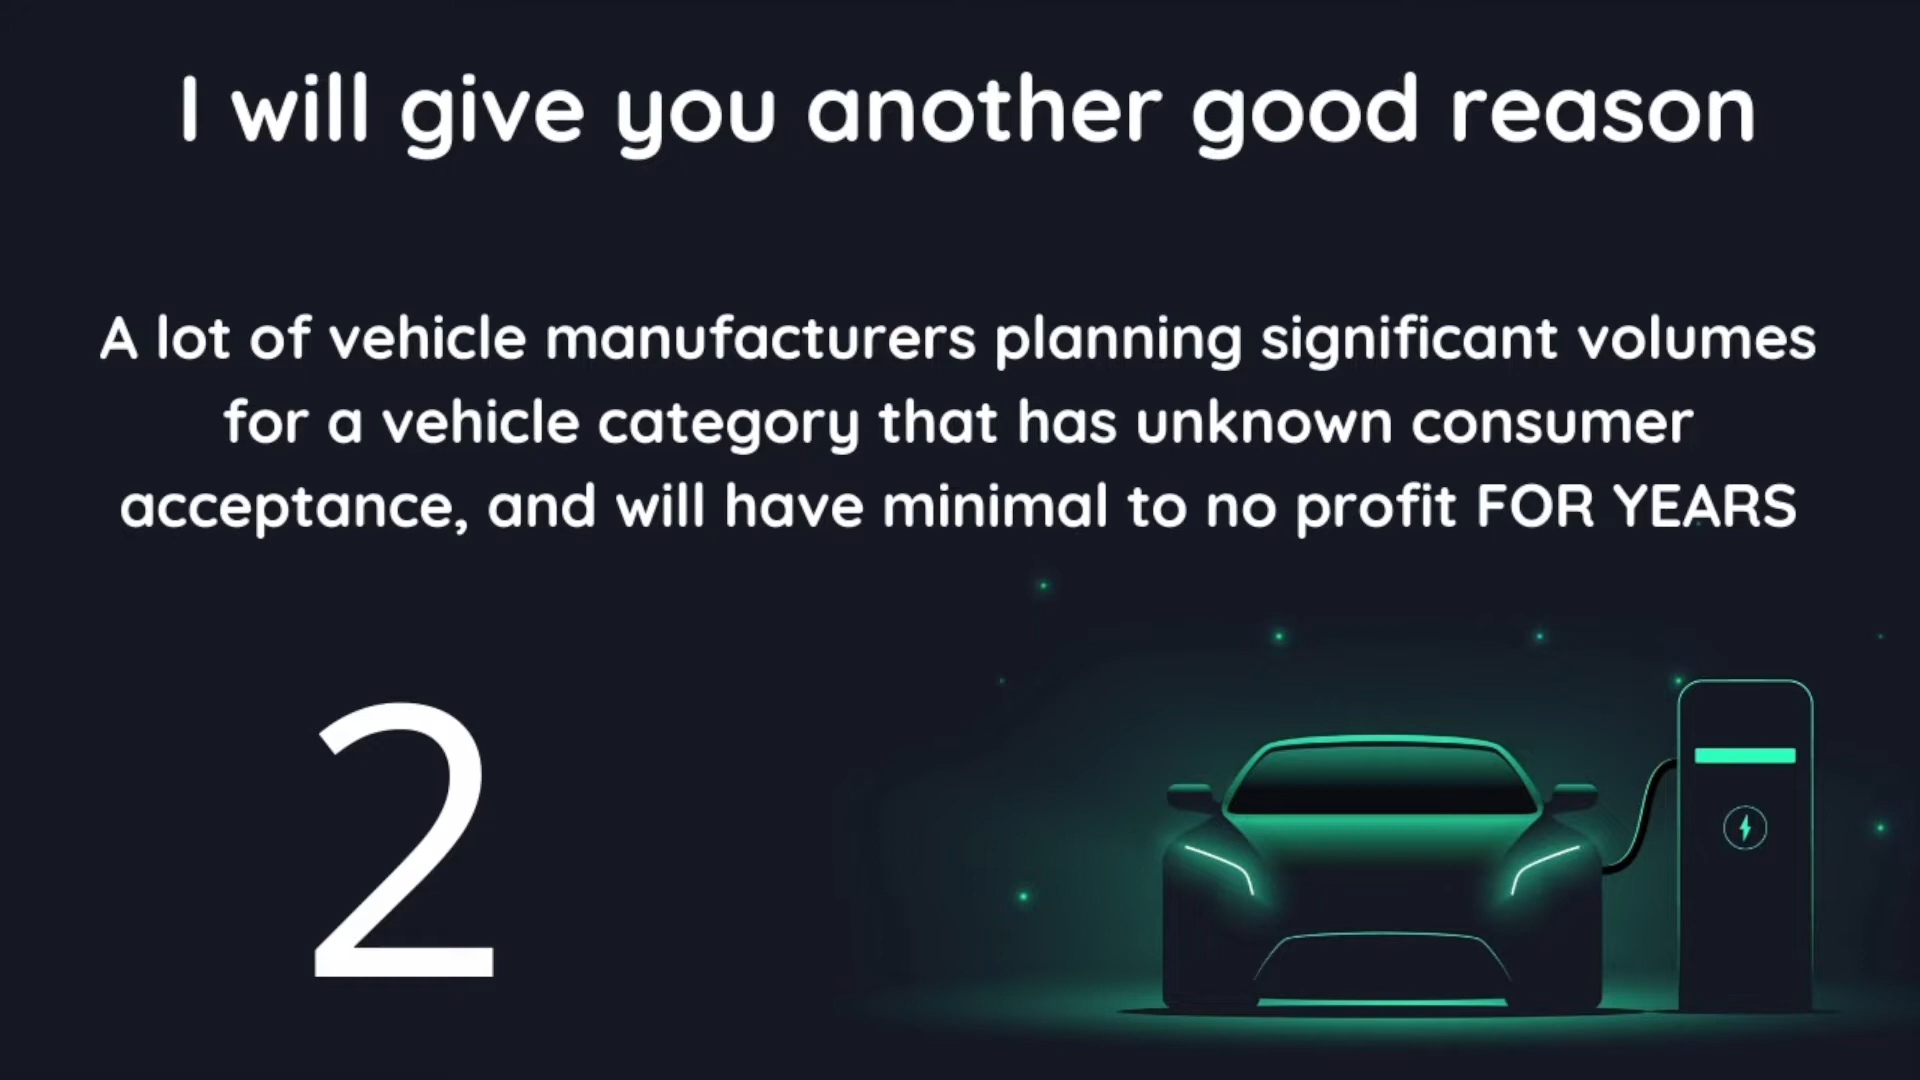 I will give you another good reason
A lot of vehicle manufacturers planning significant volumes
for a vehicle category that has unknown consumer
acceptance, and will have minimal to no profit FOR YEARS
2